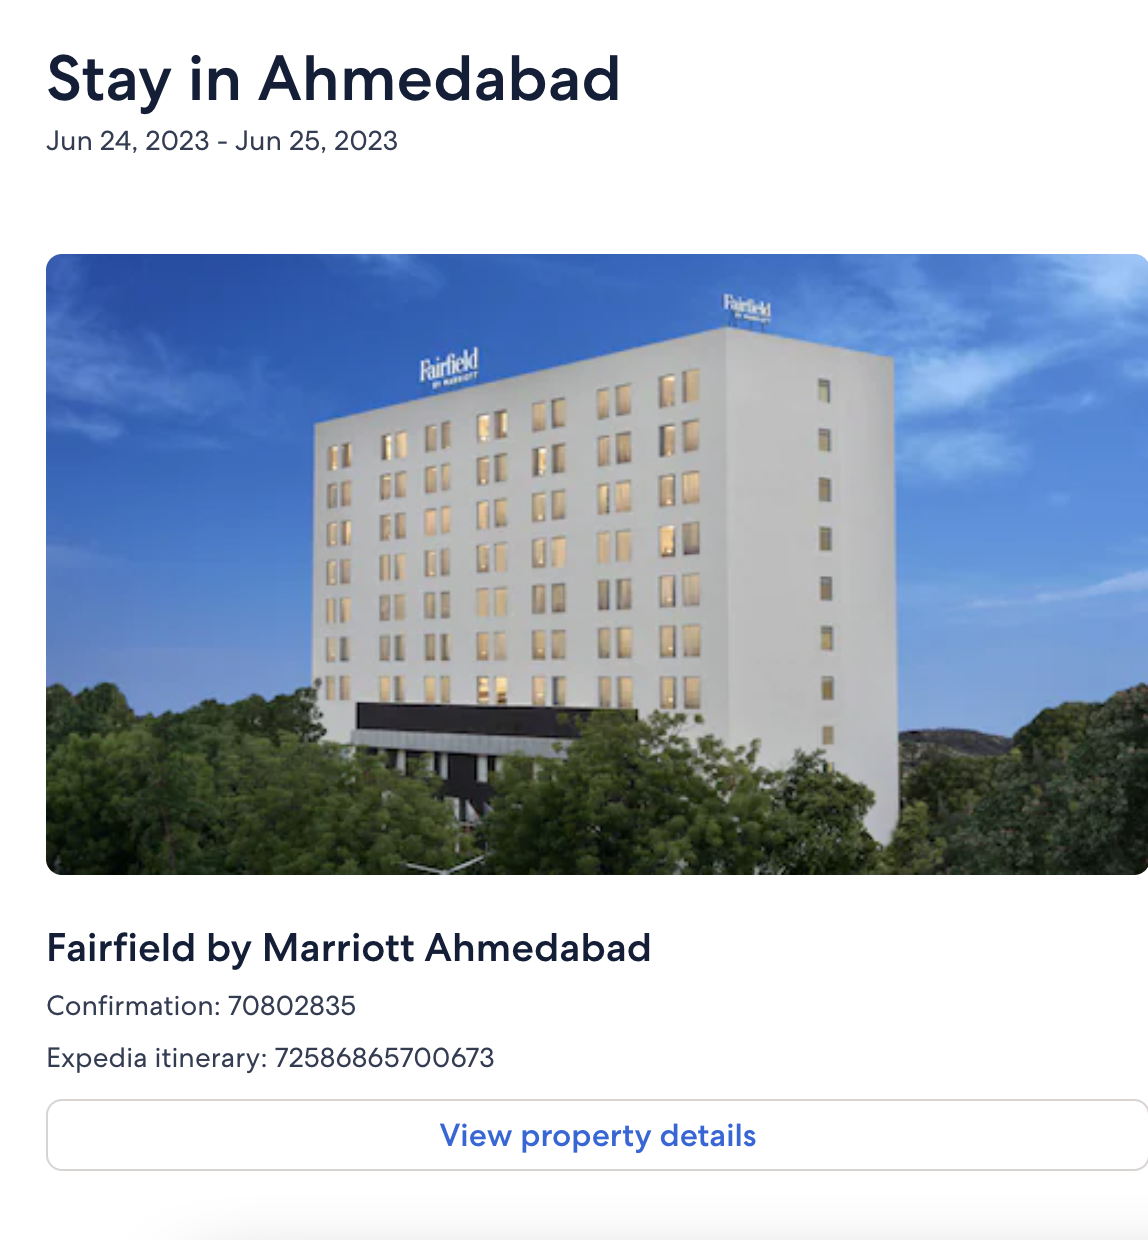 Stay in Ahmedabad
Jun 24, 2023 - Jun 25, 2023
Fairfield
BY MARRIOTT
Fairfield
BY MARRIOTT
Fairfield by Marriott Ahmedabad
Confirmation: 70802835
Expedia itinerary: 72586865700673
View property details